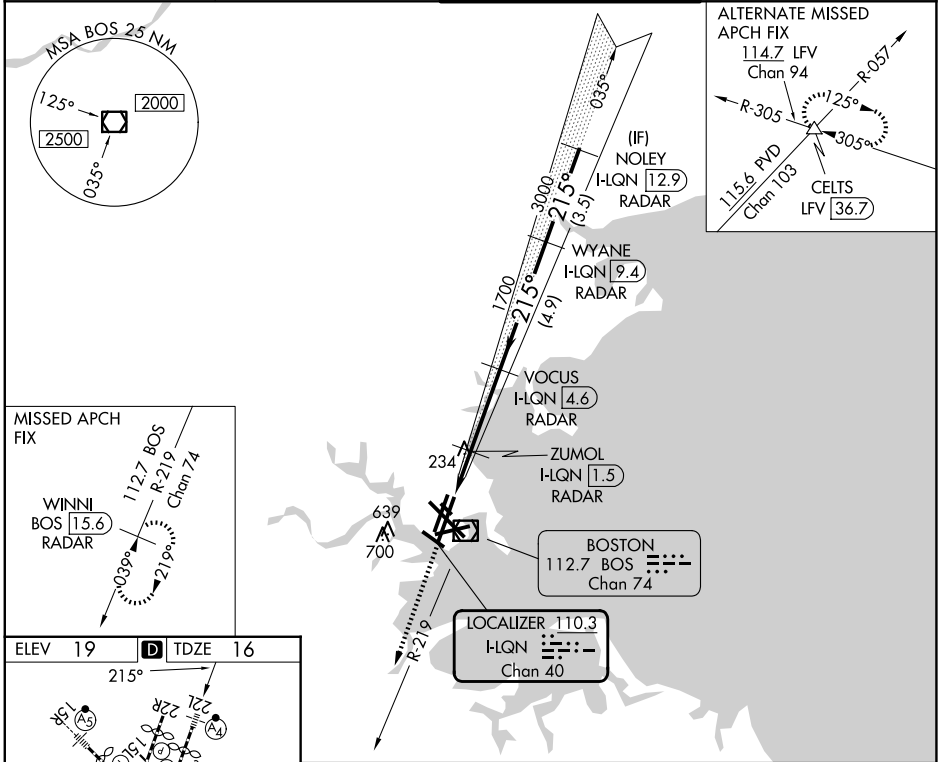 MSA BOS 25 NM
125°
2000
2500
035°
ALTERNATE MISSED
APCH FIX
114.7 LFV
Chan 94
R-057
R-305
125°
305°
115.6 PVD
Chan 103
CELTS
LFV 36.7
035°
(IF)
NOLEY
I-LQN 12.9
RADAR
3000
215°
(3.5)
WYANE
I-LQN 9.4
RADAR
1700
215°
(4.9)
VOCUS
I-LQN 4.6
RADAR
234
ZUMOL
I-LQN 1.5
RADAR
639
700
BOSTON
112.7 BOS
Chan 74
LOCALIZER 110.3
I-LQN
Chan 40
R-219
MISSED APCH
FIX
112.7 BOS
R-219
Chan 74
WINNI
BOS 15.6
RADAR
039°
219°
ELEV 19 D TDZE 16
215°
15R
A5
15L
22R
22L
A4
P